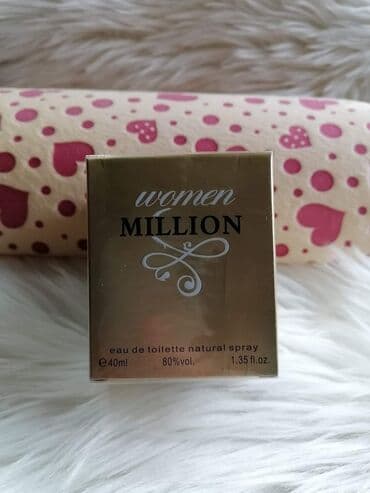 women
MILLION
eau de toilette natural spray
℮40ml 80%vol. 1.35 fl.oz.